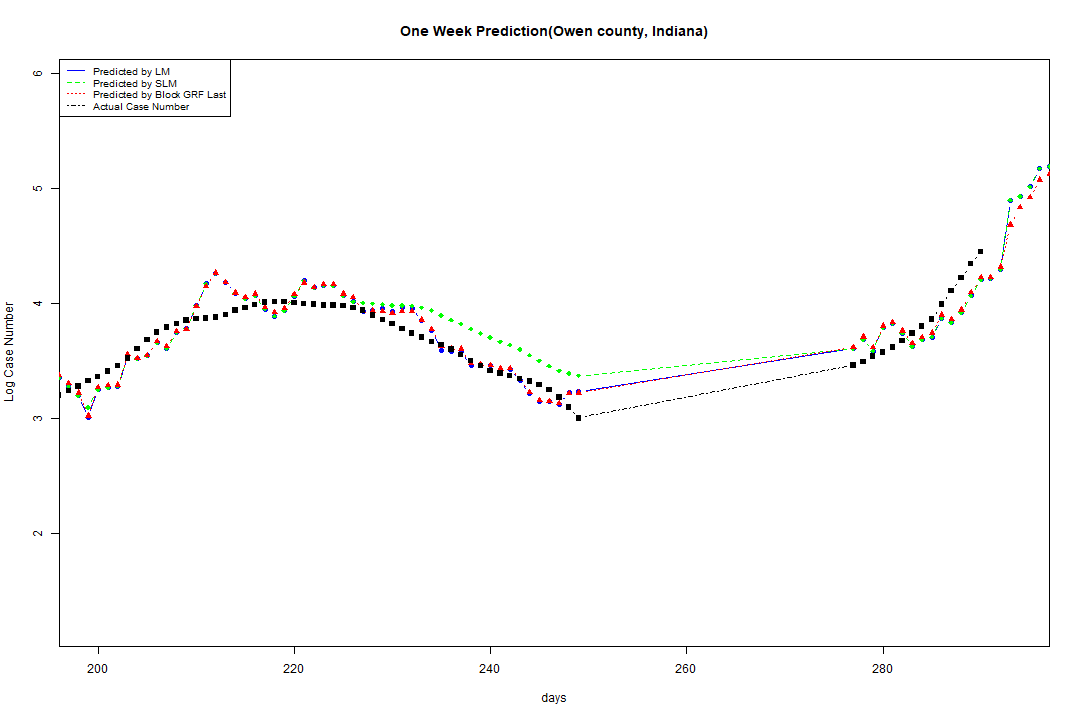 One Week Prediction(Owen county, Indiana)
Predicted by LM
Predicted by SLM
Predicted by Block GRF Last
Actual Case Number
6
5
4
3
2
Log Case Number
200 220 240 260 280
days